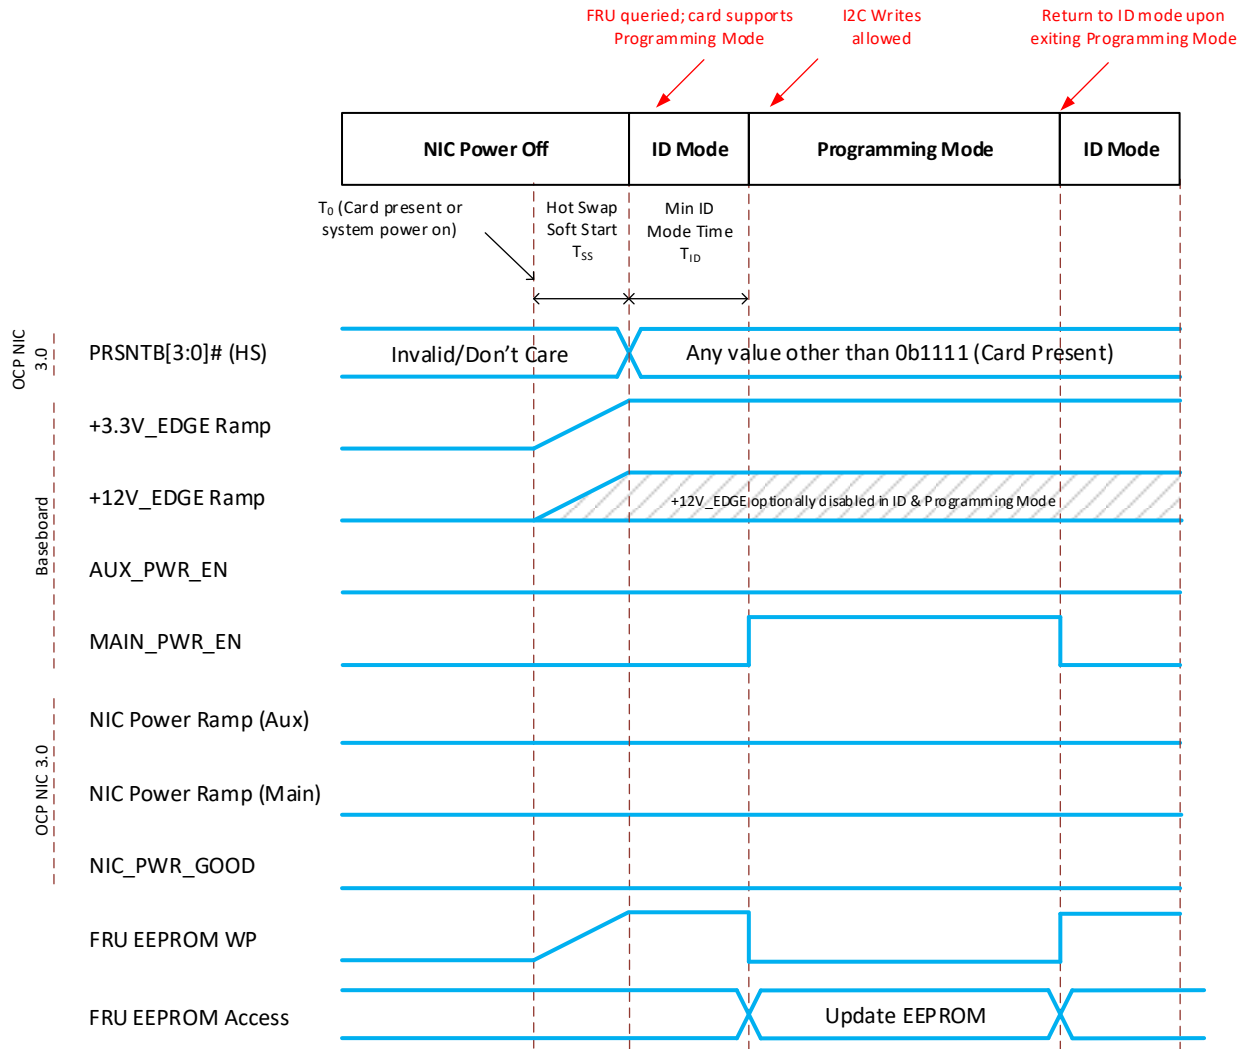 FRU queried; card supports
Programming Mode
I2C Writes
allowed
Return to ID mode upon
exiting Programming Mode
NIC Power Off
ID Mode
Programming Mode
ID Mode
T0 (Card present or
system power on)
Hot Swap
Soft Start
TSS
Min ID
Mode Time
TID
OCP NIC
3.0
PRSNTB[3:0]# (HS)
Invalid/Don't Care
Any value other than 0b1111 (Card Present)
Baseboard
+3.3V_EDGE Ramp
+12V_EDGE Ramp
+12V_EDGE optionally disabled in ID & Programming Mode
AUX_PWR_EN
MAIN_PWR_EN
OCP NIC 3.0
NIC Power Ramp (Aux)
NIC Power Ramp (Main)
NIC_PWR_GOOD
FRU EEPROM WP
FRU EEPROM Access
Update EEPROM